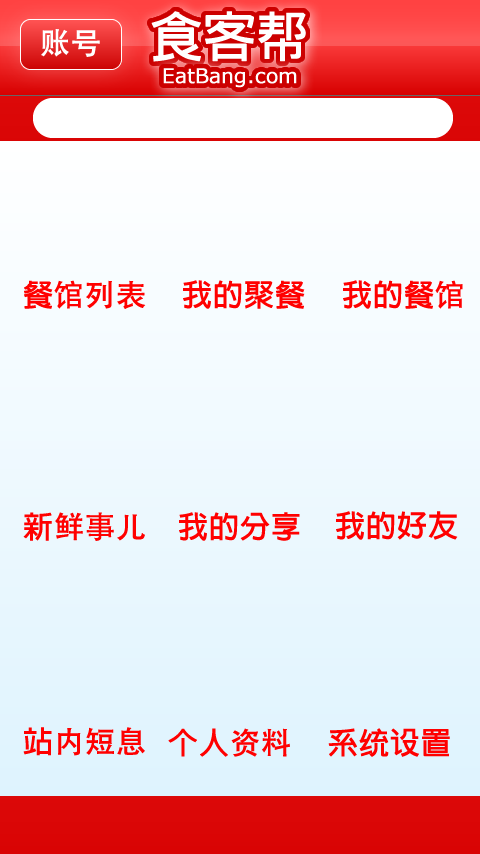 账号
食客帮
EatBang.com
餐馆列表 我的聚餐 我的餐馆
新鲜事儿 我的分享 我的好友
站内短息 个人资料 系统设置